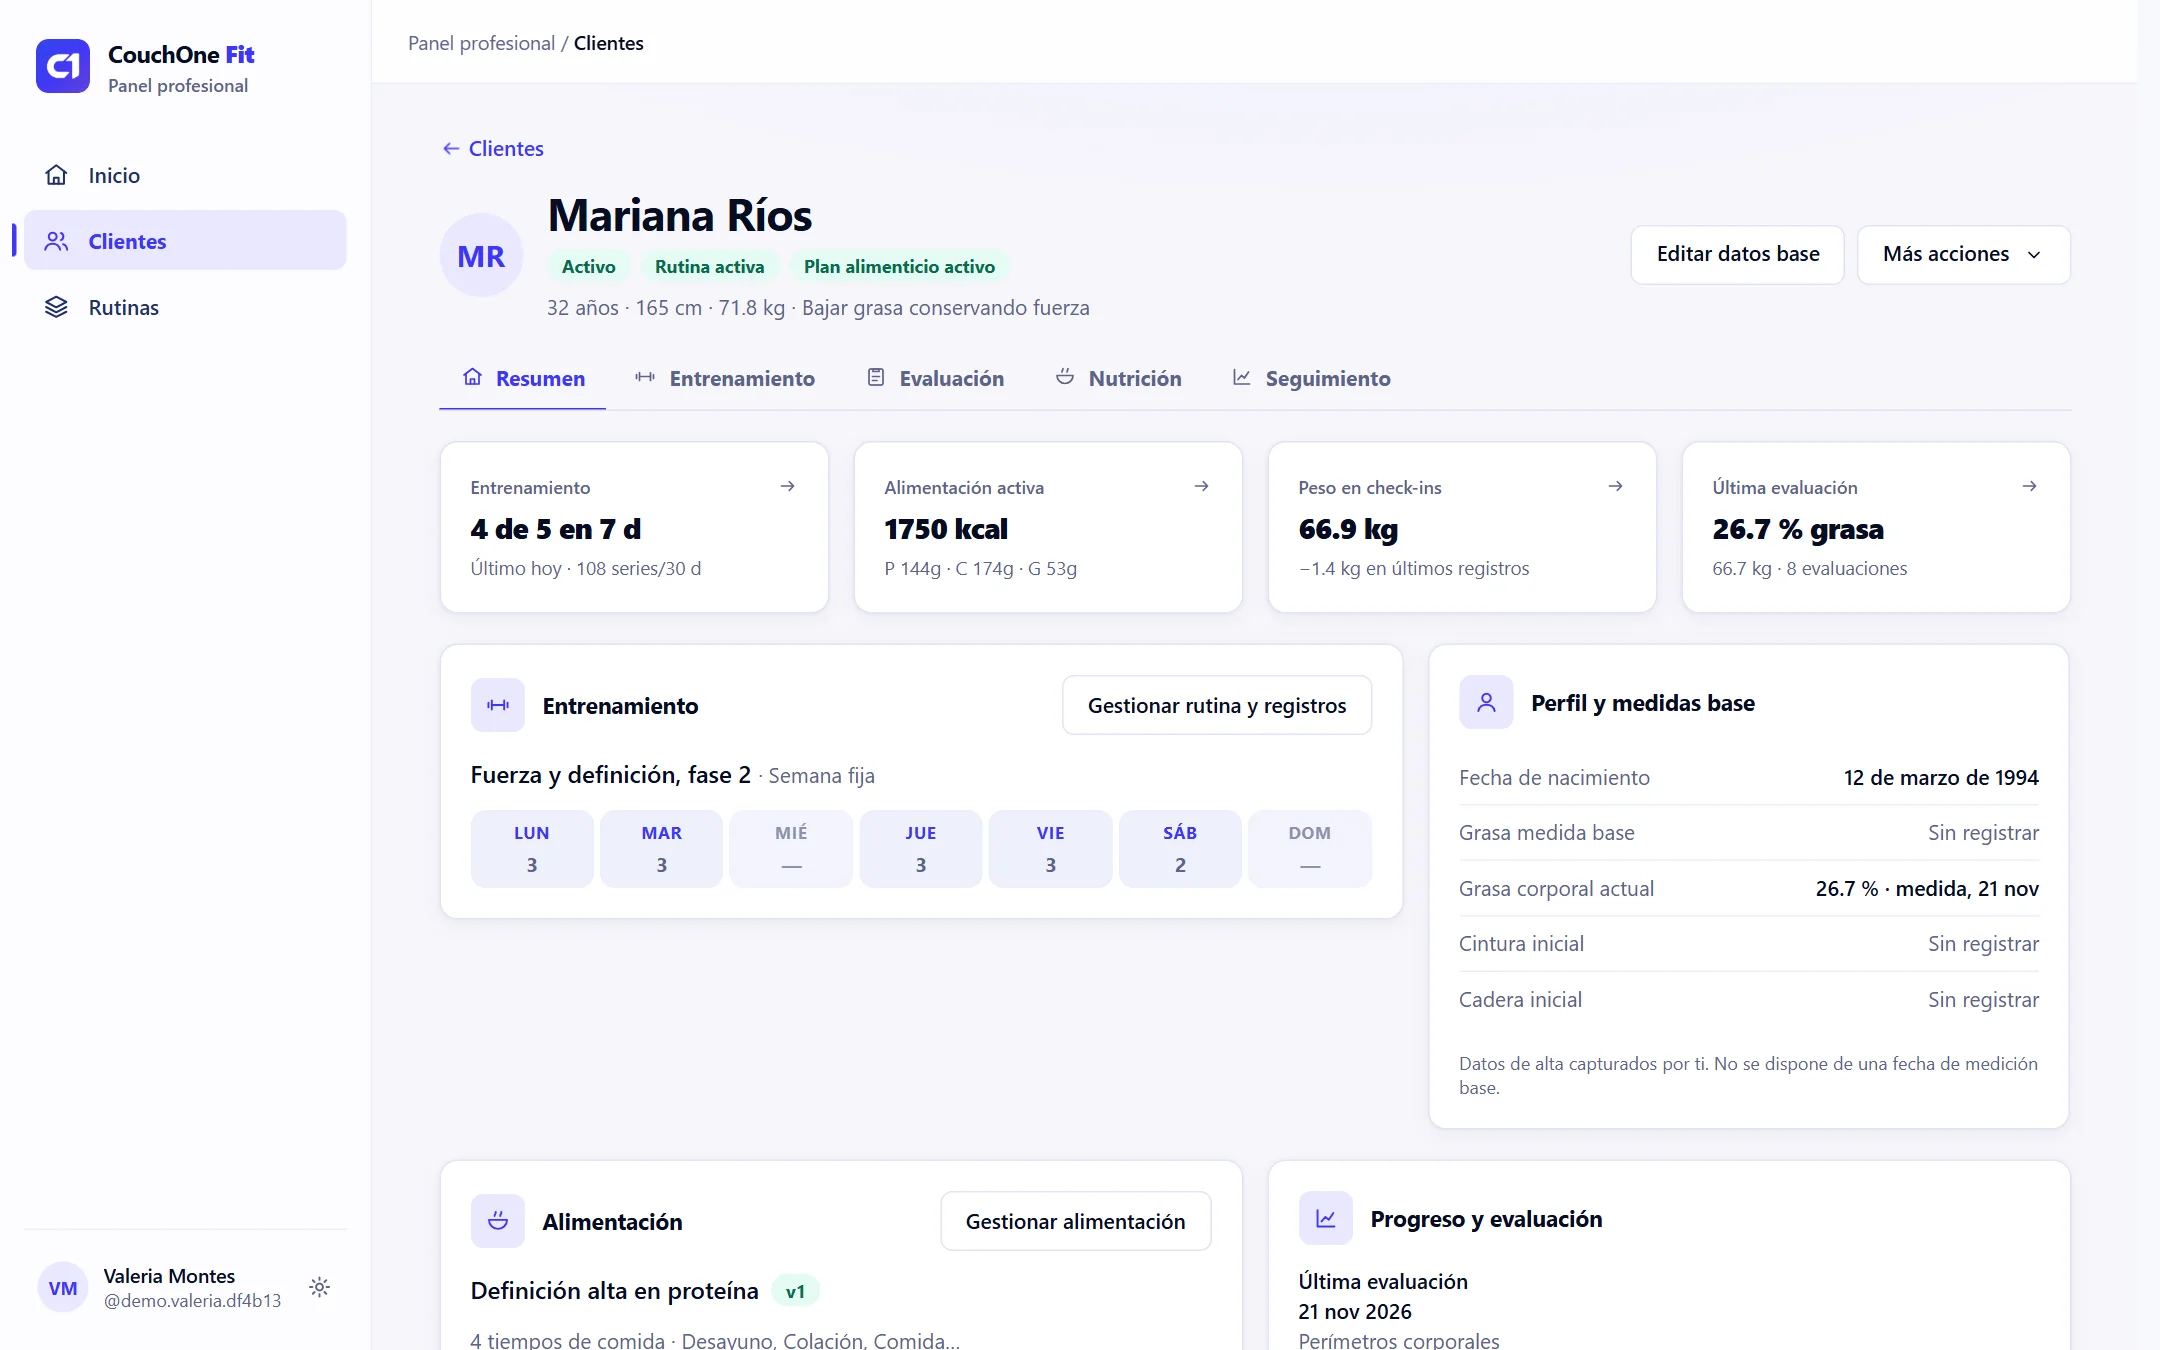 C1
CouchOne Fit
Panel profesional
Inicio
Clientes
Rutinas
VM
Valeria Montes
@demo.valeria.df4b13
Panel profesional / Clientes
← Clientes
MR
Mariana Ríos
Activo
Rutina activa
Plan alimenticio activo
32 años · 165 cm · 71.8 kg · Bajar grasa conservando fuerza
Editar datos base
Más acciones
Resumen
Entrenamiento
Evaluación
Nutrición
Seguimiento
Entrenamiento →
4 de 5 en 7 d
Último hoy · 108 series/30 d
Alimentación activa →
1750 kcal
P 144g · C 174g · G 53g
Peso en check-ins →
66.9 kg
−1.4 kg en últimos registros
Última evaluación →
26.7 % grasa
66.7 kg · 8 evaluaciones
Entrenamiento
Gestionar rutina y registros
Fuerza y definición, fase 2 · Semana fija
LUN MAR MIÉ JUE VIE SÁB DOM
3 3 — 3 3 2 —
Perfil y medidas base
Fecha de nacimiento 12 de marzo de 1994
Grasa medida base Sin registrar
Grasa corporal actual 26.7 % · medida, 21 nov
Cintura inicial Sin registrar
Cadera inicial Sin registrar
Datos de alta capturados por ti. No se dispone de una fecha de medición
base.
Alimentación
Gestionar alimentación
Definición alta en proteína v1
4 tiempos de comida · Desayuno, Colación, Comida...
Progreso y evaluación
Última evaluación
21 nov 2026
Perímetros corporales